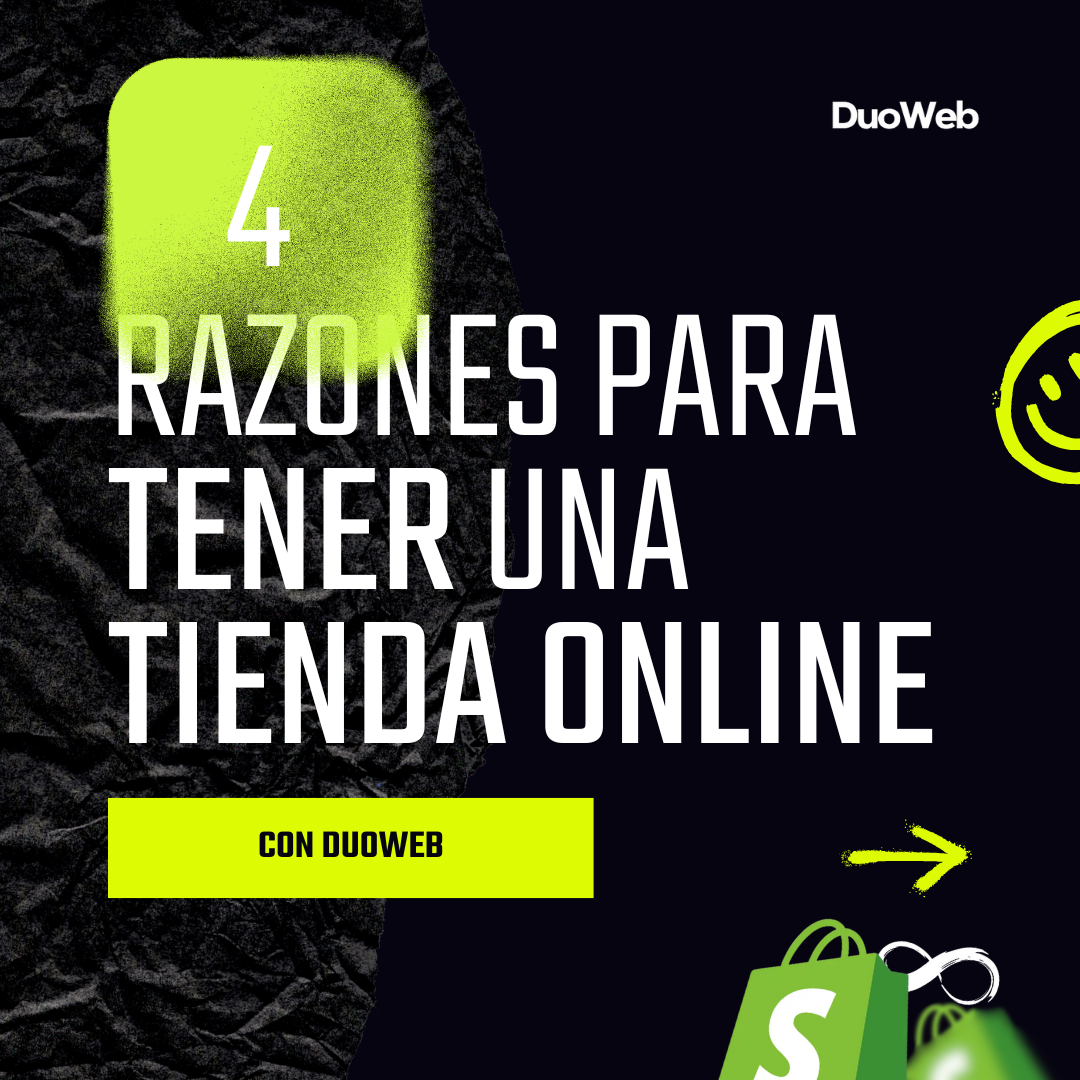 DuoWeb
4
RAZONES PARA
TENER UNA
TIENDA ONLINE
CON DUOWEB
S
S